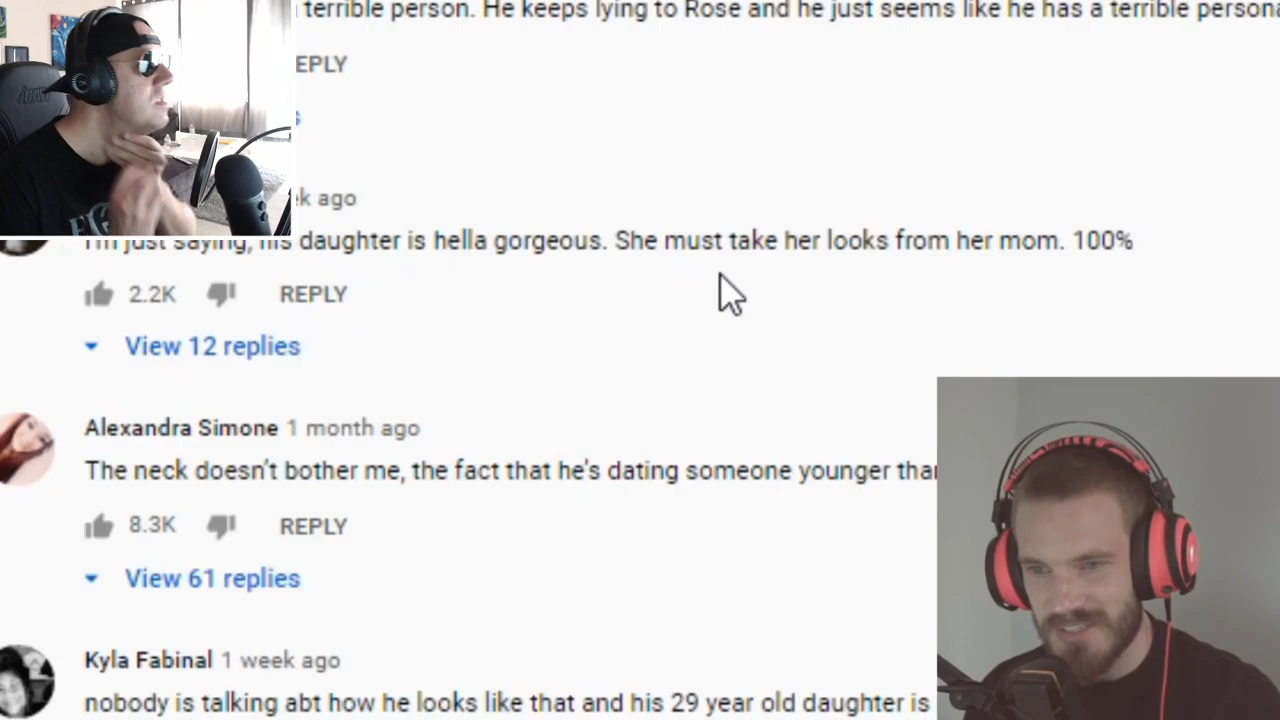 terrible person. He keeps lying to Rose and he just seems like he has a terrible
EPLY
ago
I'm just saying, his daughter is hella gorgeous. She must take her looks from her mom. 100%
2.2K REPLY
View 12 replies
Alexandra Simone 1 month ago
The neck doesn't bother me, the fact that he's dating someone younger
8.3K REPLY
View 61 replies
Kyla Fabinal 1 week ago
nobody is talking abt how he looks like that and his 29 year old daughter is